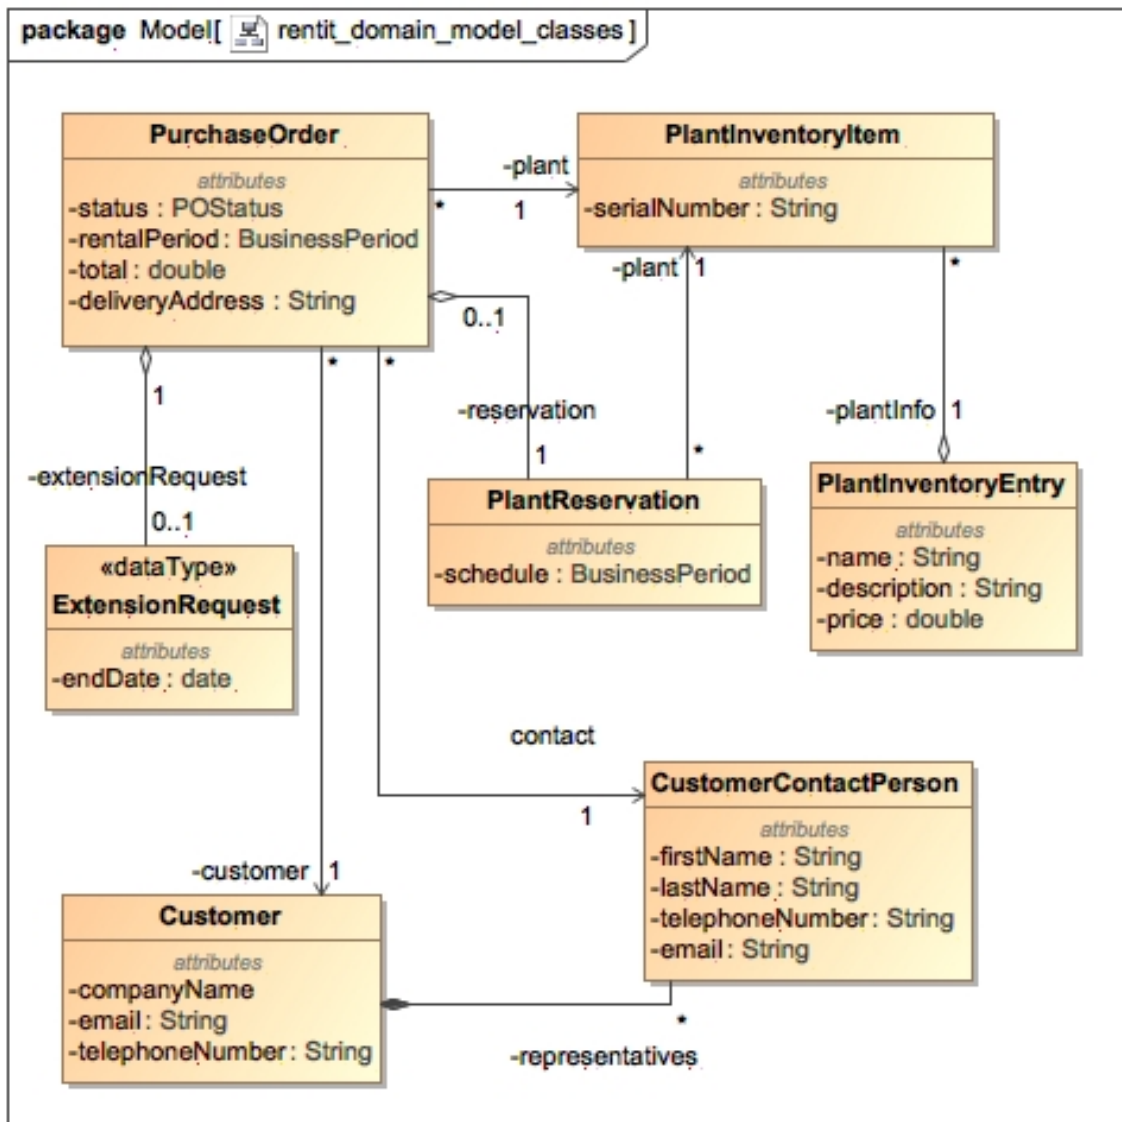 package Model[ rentit_domain_model_classes ]
PurchaseOrder
attributes
-status : POStatus
-rentalPeriod : BusinessPeriod
-total : double
-deliveryAddress : String
-plant
*
1
PlantInventoryItem
attributes
-serialNumber : String
-plant 1
*
0..1
* *
1
-reservation
1
-plantInfo 1
*
-extensionRequest
0..1
PlantReservation
attributes
-schedule : BusinessPeriod
PlantInventoryEntry
attributes
-name : String
-description : String
-price : double
«dataType»
ExtensionRequest
attributes
-endDate : date
contact
1
CustomerContactPerson
attributes
-firstName : String
-lastName : String
-telephoneNumber : String
-email : String
-customer 1
Customer
attributes
-companyName
-email : String
-telephoneNumber : String
*
-representatives